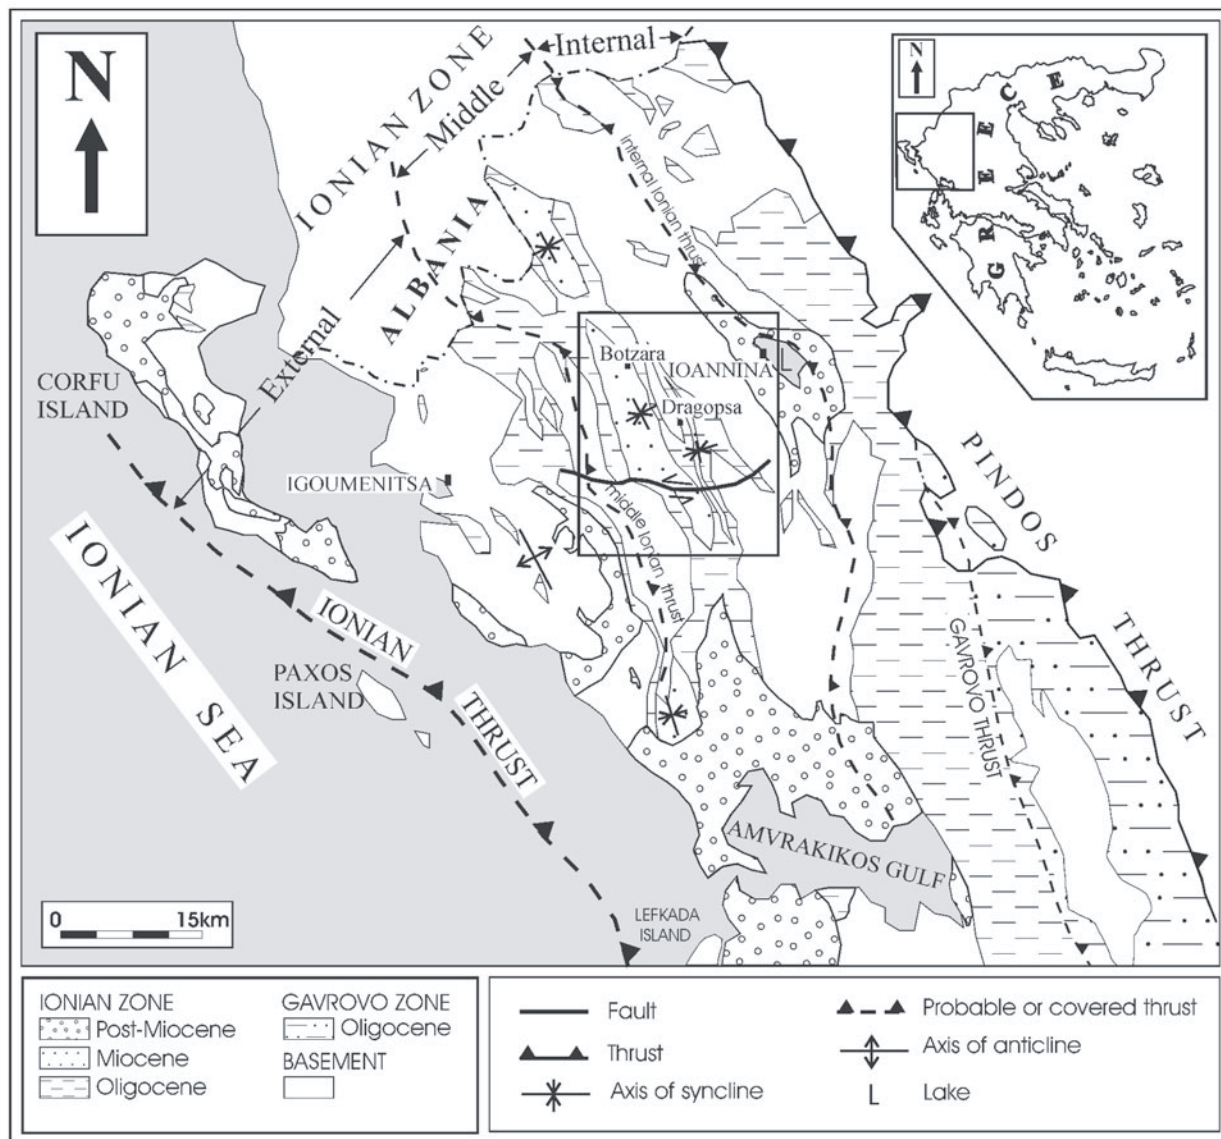 N
IONIAN ZONE
Internal
Middle
External
ALBANIA
internal Ionian thrust
N
GREECE
CORFU
ISLAND
Botzara
IOANNINA
L
Dragopsa
IGOUMENITSA
middle Ionian thrust
A
PINDOS
THRUST
GAVROVO THRUST
IONIAN SEA
IONIAN
THRUST
PAXOS
ISLAND
AMVRAKIKOS GULF
LEFKADA
ISLAND
0 15km
IONIAN ZONE
Post-Miocene
Miocene
Oligocene
GAVROVO ZONE
Oligocene
BASEMENT
Fault
Thrust
Axis of syncline
Probable or covered thrust
Axis of anticline
L Lake